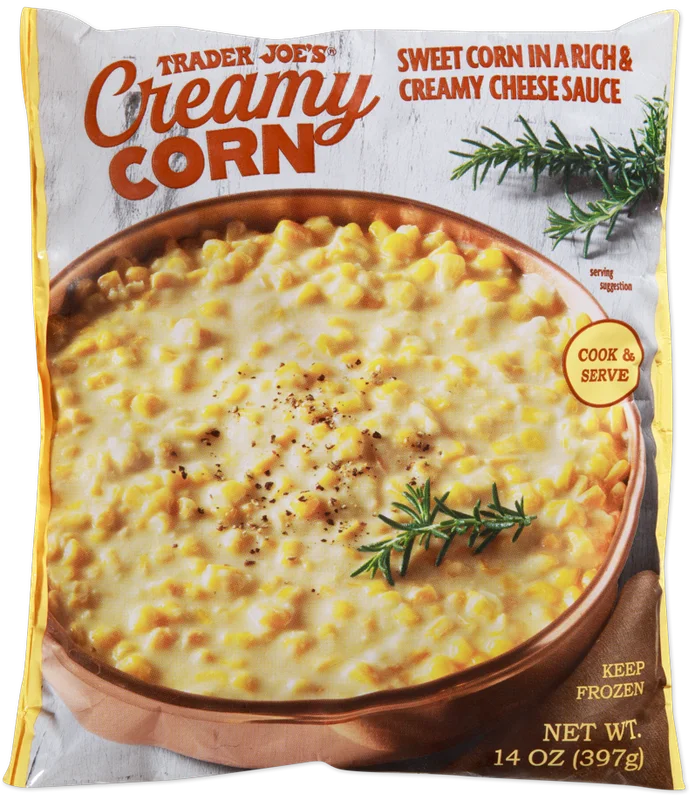 TRADER JOE'S®
Creamy
CORN
SWEET CORN IN A RICH &
CREAMY CHEESE SAUCE
serving
suggestion
COOK &
SERVE
KEEP
FROZEN
NET WT.
14 OZ (397g)